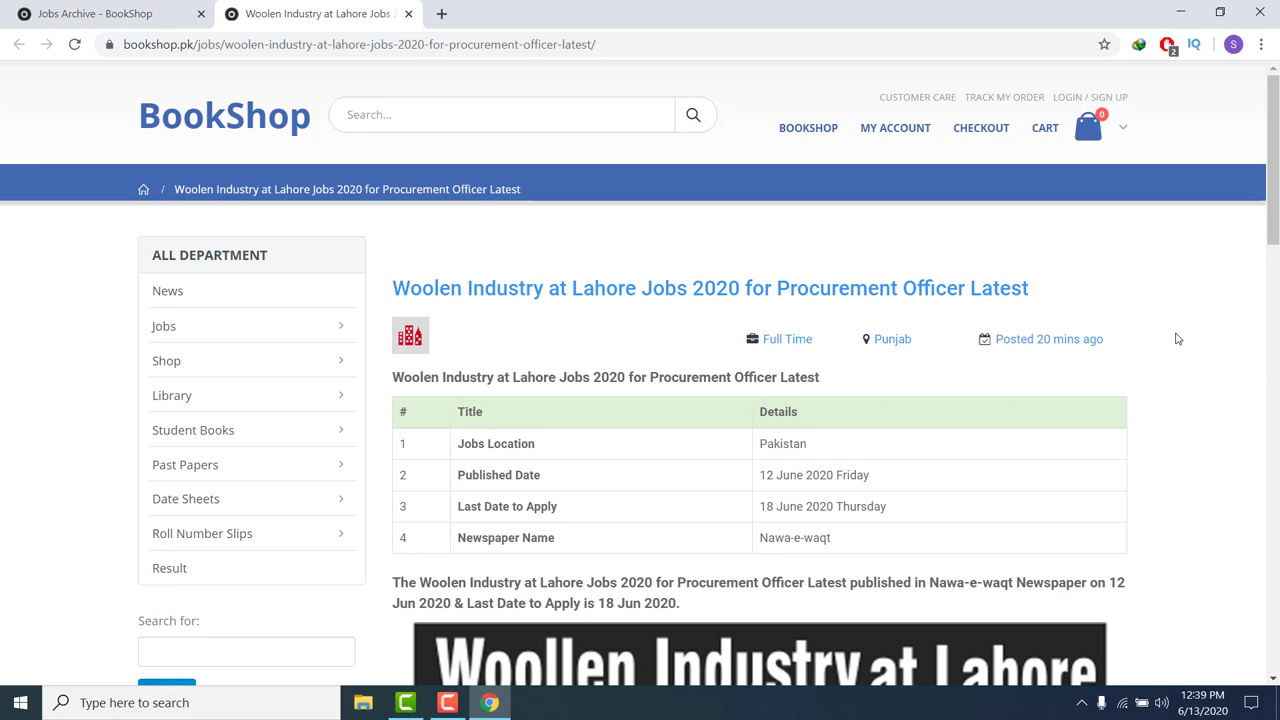 Jobs Archive - BookShop
Woolen Industry at Lahore Jobs 2
bookshop.pk/jobs/woolen-industry-at-lahore-jobs-2020-for-procurement-officer-latest/
2
IQ
S
CUSTOMER CARE TRACK MY ORDER LOGIN / SIGN UP
BookShop
Search...
BOOKSHOP MY ACCOUNT CHECKOUT CART
0
/ Woolen Industry at Lahore Jobs 2020 for Procurement Officer Latest
ALL DEPARTMENT
News
Jobs
Shop
Library
Student Books
Past Papers
Date Sheets
Roll Number Slips
Result
Search for:
Woolen Industry at Lahore Jobs 2020 for Procurement Officer Latest
Full Time Punjab Posted 20 mins ago
Woolen Industry at Lahore Jobs 2020 for Procurement Officer Latest
# Title Details
1 Jobs Location Pakistan
2 Published Date 12 June 2020 Friday
3 Last Date to Apply 18 June 2020 Thursday
4 Newspaper Name Nawa-e-waqt
The Woolen Industry at Lahore Jobs 2020 for Procurement Officer Latest published in Nawa-e-waqt Newspaper on 12
Jun 2020 & Last Date to Apply is 18 Jun 2020.
Woollen Industry at Lahore
Type here to search
12:39 PM
6/13/2020